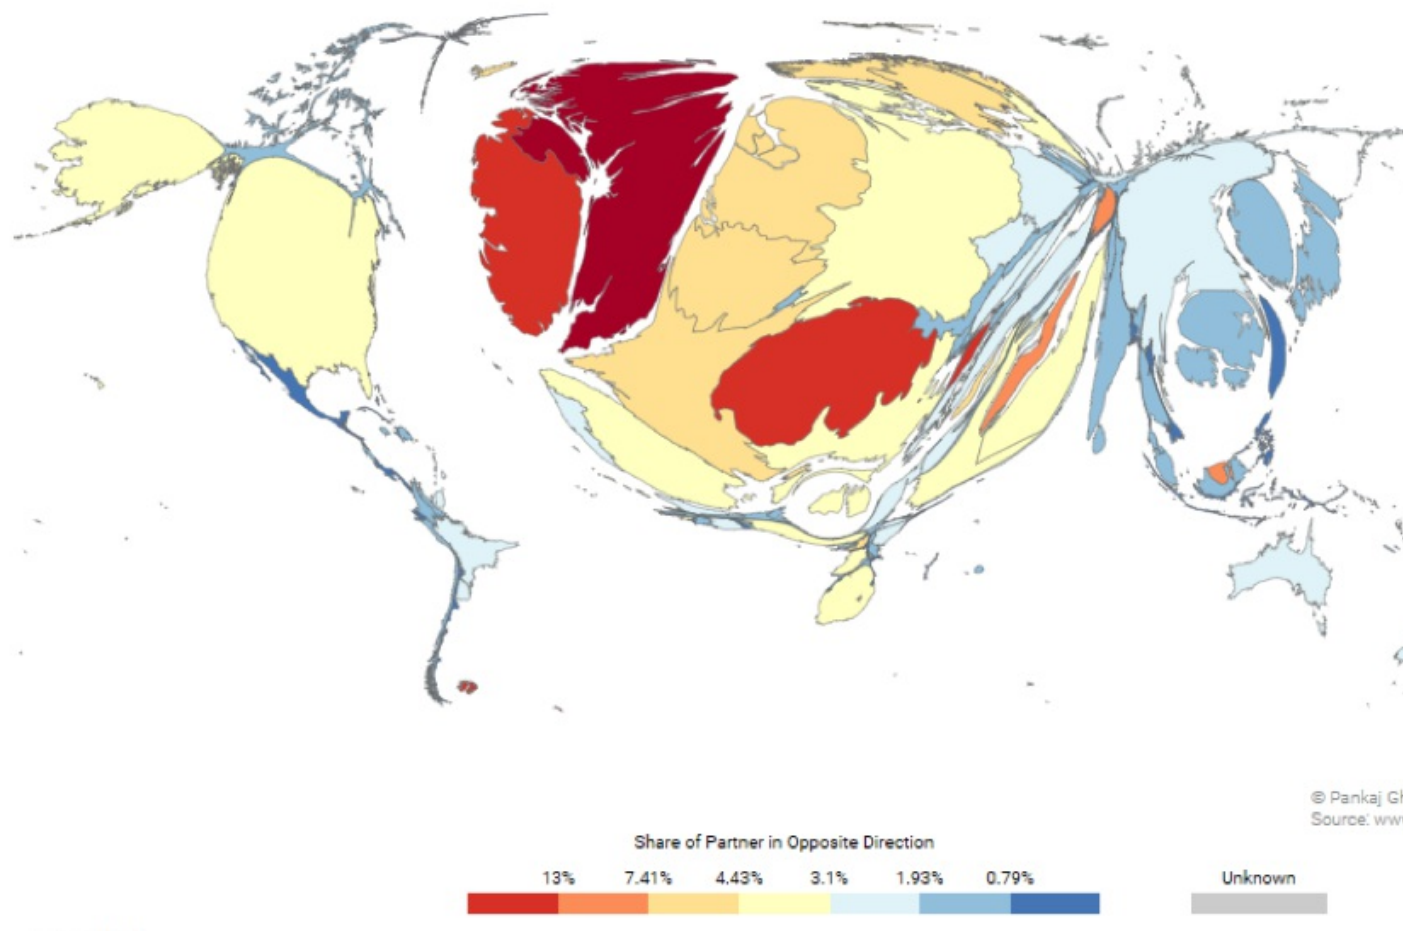 © Pankaj
Source:
Share of Partner in Opposite Direction
13% 7.41% 4.43% 3.1% 1.93% 0.79% Unknown